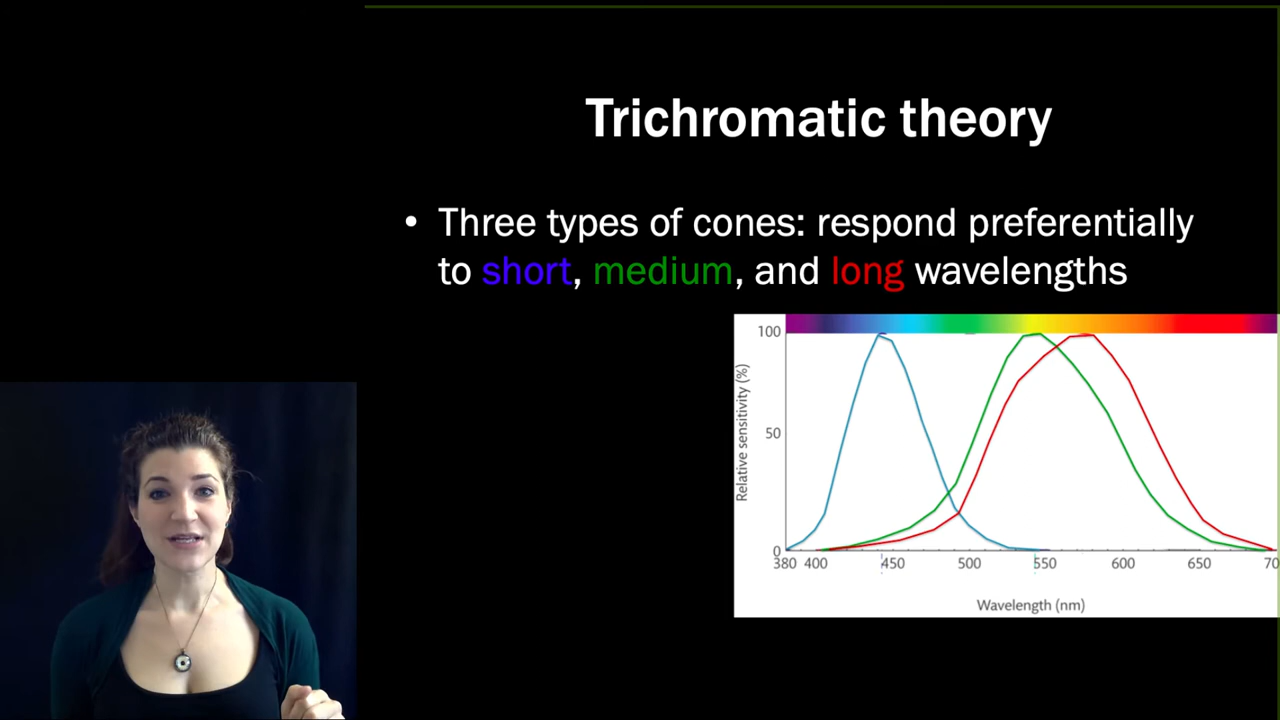 Trichromatic theory
• Three types of cones: respond preferentially
to short, medium, and long wavelengths
100
50
0
Relative sensitivity (%)
380 400 450 500 550 600 650 70
Wavelength (nm)